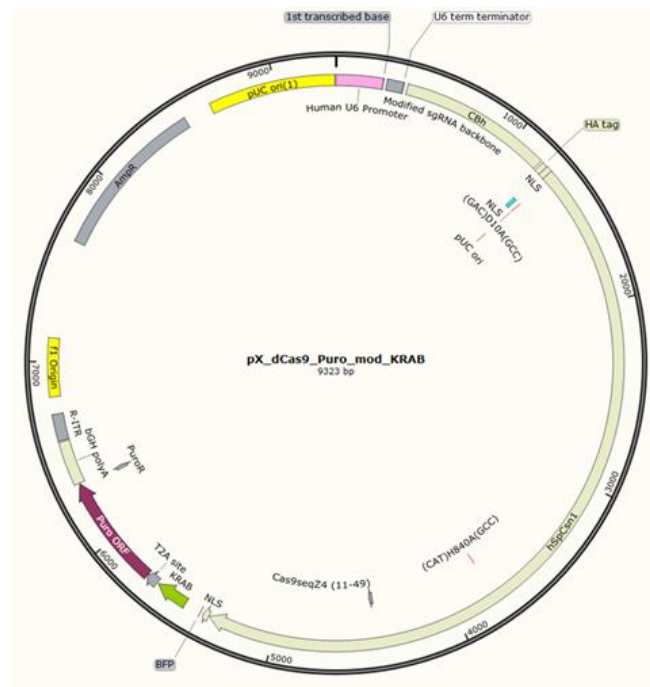 1st transcribed base
U6 term terminator
9000
pUC ori(1)
Human U6 Promoter
Modified sgRNA backbone
CBh
1000
HA tag
NLS
NLS
(GAC)D10A(GCC)
pUC ori
8000
AmpR
2000
pX_dCas9_Puro_mod_KRAB
9323 bp
7000
f1 Origin
R-ITR
bGH polyA
PuroR
3000
hSpCsn1
(CAT)H840A(GCC)
Puro ORF
6000
T2A site
KRAB
Cas9seqZ4 (11-49)
NLS
4000
BFP
5000